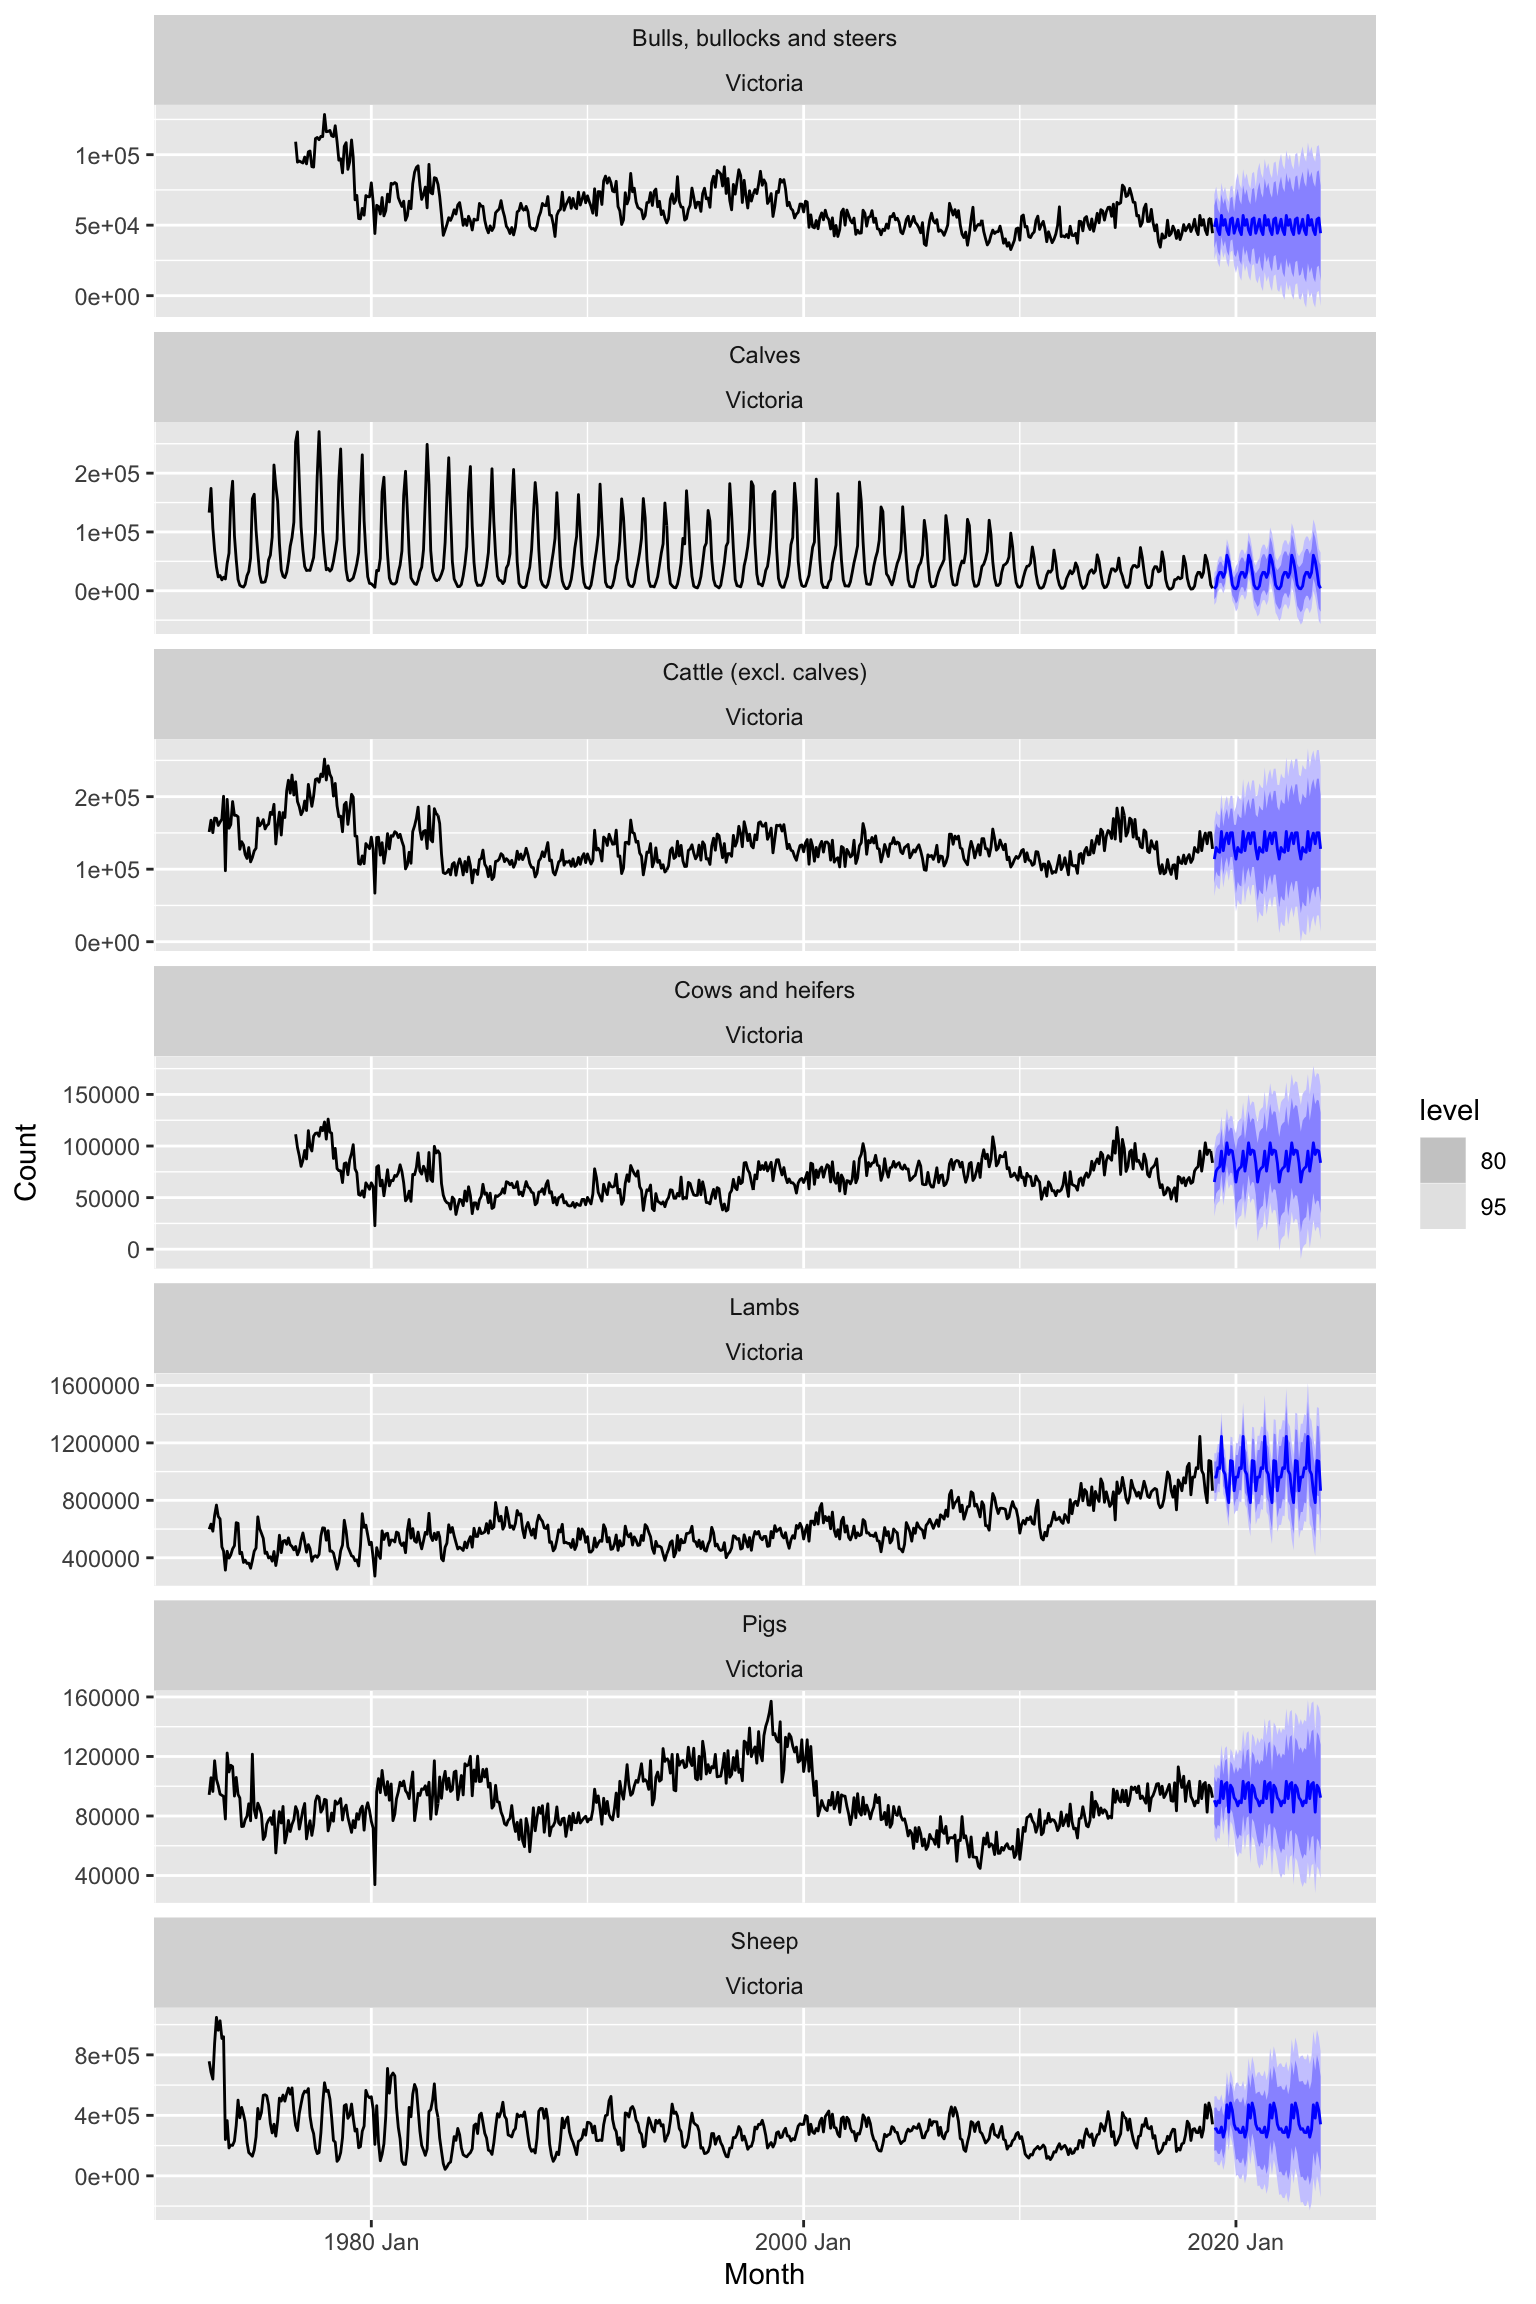 Bulls, bullocks and steers
Victoria
1e+05
5e+04
0e+00
Calves
Victoria
2e+05
1e+05
0e+00
Cattle (excl. calves)
Victoria
2e+05
1e+05
0e+00
Cows and heifers
Victoria
150000
100000
50000
0
Lambs
Victoria
1600000
1200000
800000
400000
Pigs
Victoria
160000
120000
80000
40000
Sheep
Victoria
8e+05
4e+05
0e+00
1980 Jan
2000 Jan
2020 Jan
Month
Count
level
80
95